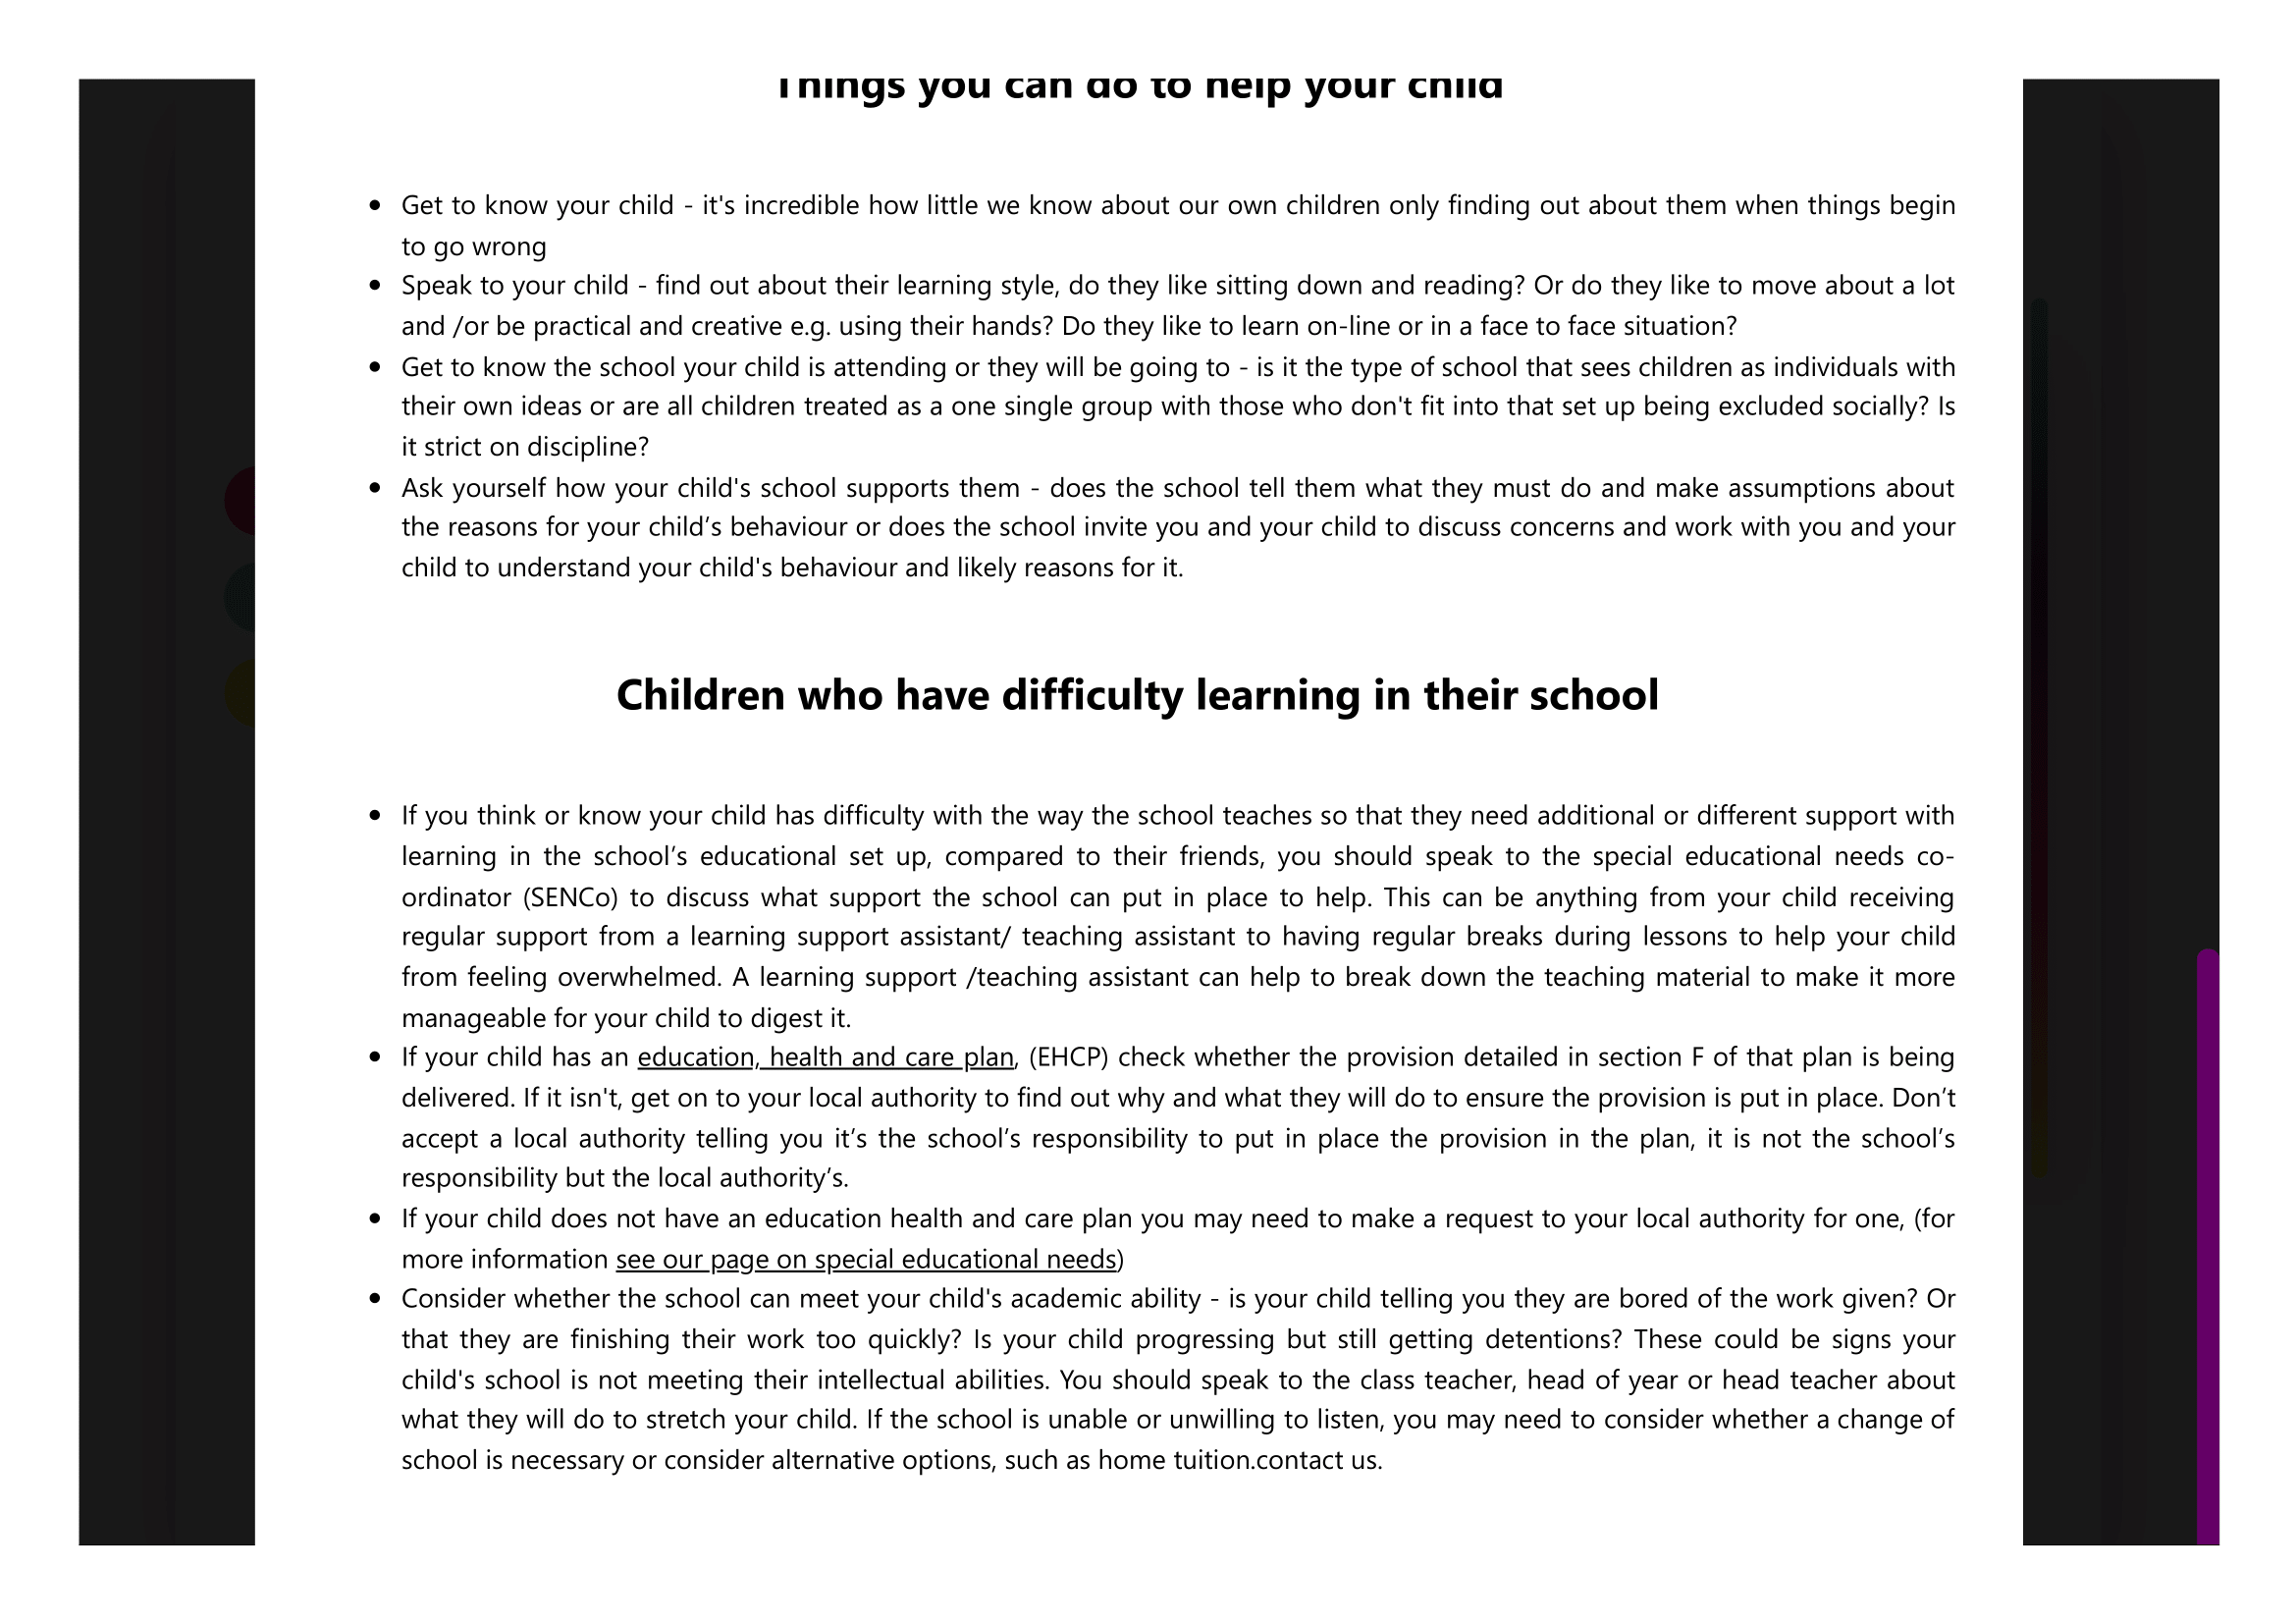 Things you can do to help your child
• Get to know your child - it's incredible how little we know about our own children only finding out about them when things begin
to go wrong
• Speak to your child - find out about their learning style, do they like sitting down and reading? Or do they like to move about a lot
and /or be practical and creative e.g. using their hands? Do they like to learn on-line or in a face to face situation?
• Get to know the school your child is attending or they will be going to - is it the type of school that sees children as individuals with
their own ideas or are all children treated as a one single group with those who don't fit into that set up being excluded socially? Is
it strict on discipline?
• Ask yourself how your child's school supports them - does the school tell them what they must do and make assumptions about
the reasons for your child’s behaviour or does the school invite you and your child to discuss concerns and work with you and your
child to understand your child's behaviour and likely reasons for it.
Children who have difficulty learning in their school
• If you think or know your child has difficulty with the way the school teaches so that they need additional or different support with
learning in the school’s educational set up, compared to their friends, you should speak to the special educational needs co-
ordinator (SENCo) to discuss what support the school can put in place to help. This can be anything from your child receiving
regular support from a learning support assistant/ teaching assistant to having regular breaks during lessons to help your child
from feeling overwhelmed. A learning support /teaching assistant can help to break down the teaching material to make it more
manageable for your child to digest it.
• If your child has an education, health and care plan, (EHCP) check whether the provision detailed in section F of that plan is being
delivered. If it isn't, get on to your local authority to find out why and what they will do to ensure the provision is put in place. Don’t
accept a local authority telling you it’s the school’s responsibility to put in place the provision in the plan, it is not the school’s
responsibility but the local authority’s.
• If your child does not have an education health and care plan you may need to make a request to your local authority for one, (for
more information see our page on special educational needs)
• Consider whether the school can meet your child's academic ability - is your child telling you they are bored of the work given? Or
that they are finishing their work too quickly? Is your child progressing but still getting detentions? These could be signs your
child's school is not meeting their intellectual abilities. You should speak to the class teacher, head of year or head teacher about
what they will do to stretch your child. If the school is unable or unwilling to listen, you may need to consider whether a change of
school is necessary or consider alternative options, such as home tuition.contact us.